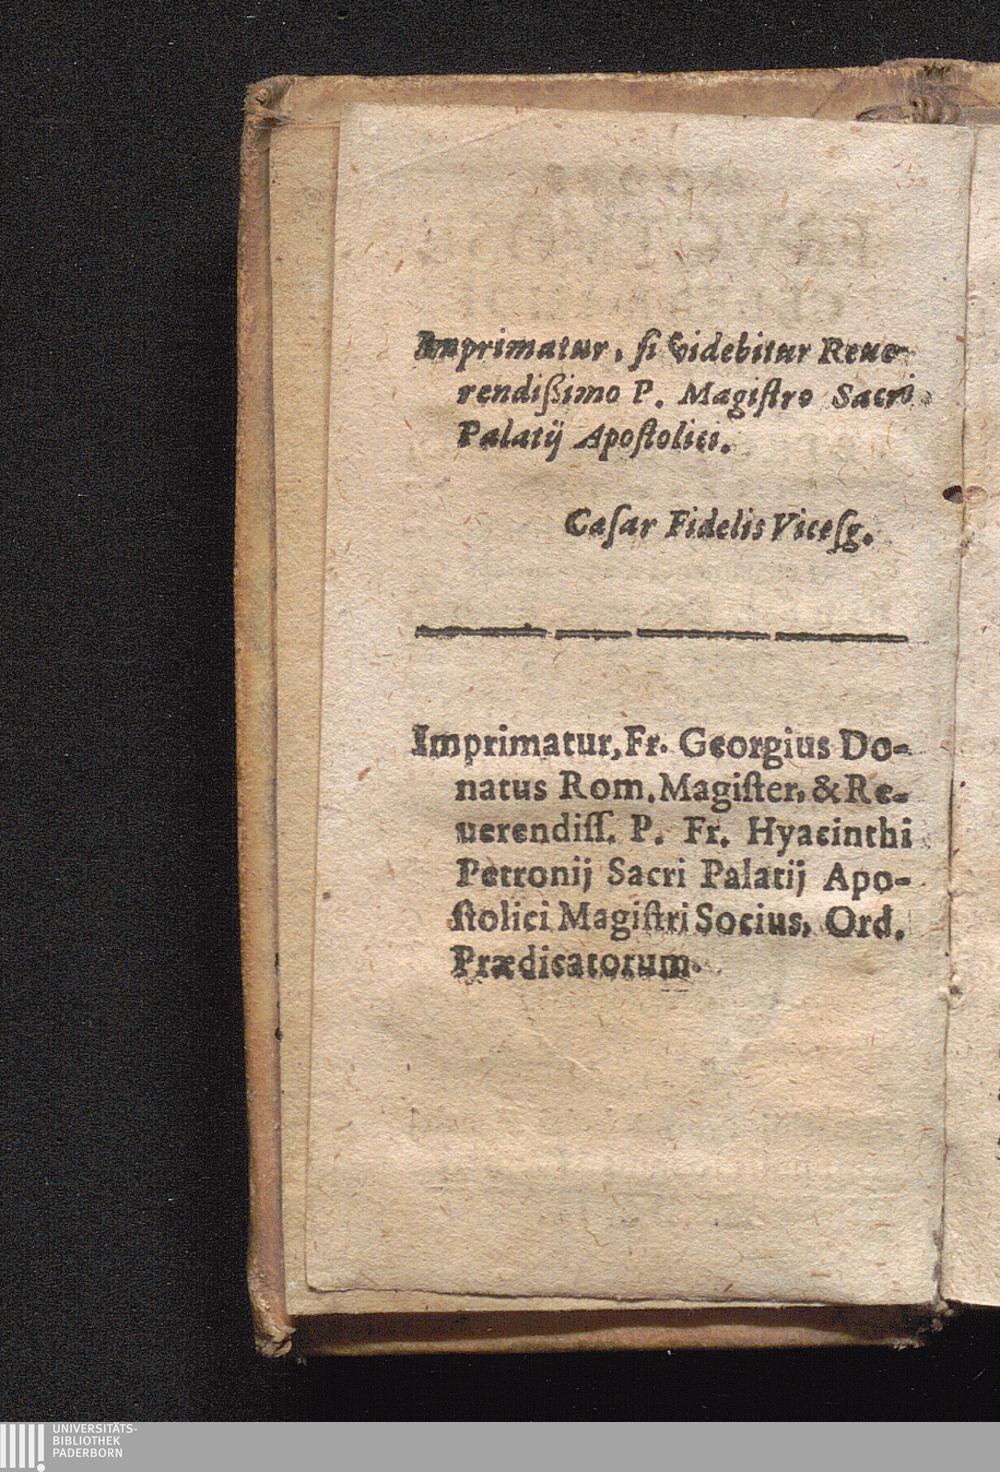 Imprimatur, ſi videbitur Reue-
rendißimo P. Magiſtro Sacri
Palatij Apoſtolici.
Cæſar Fidelis Viceſg.
Imprimatur, Fr. Georgius Do-
natus Rom. Magiſter, & Re-
uerendiſſ. P. Fr. Hyacinthi
Petronij Sacri Palatij Apo-
ſtolici Magiſtri Socius, Ord.
Prædicatorum.
UNIVERSITÄTS-
BIBLIOTHEK
PADERBORN